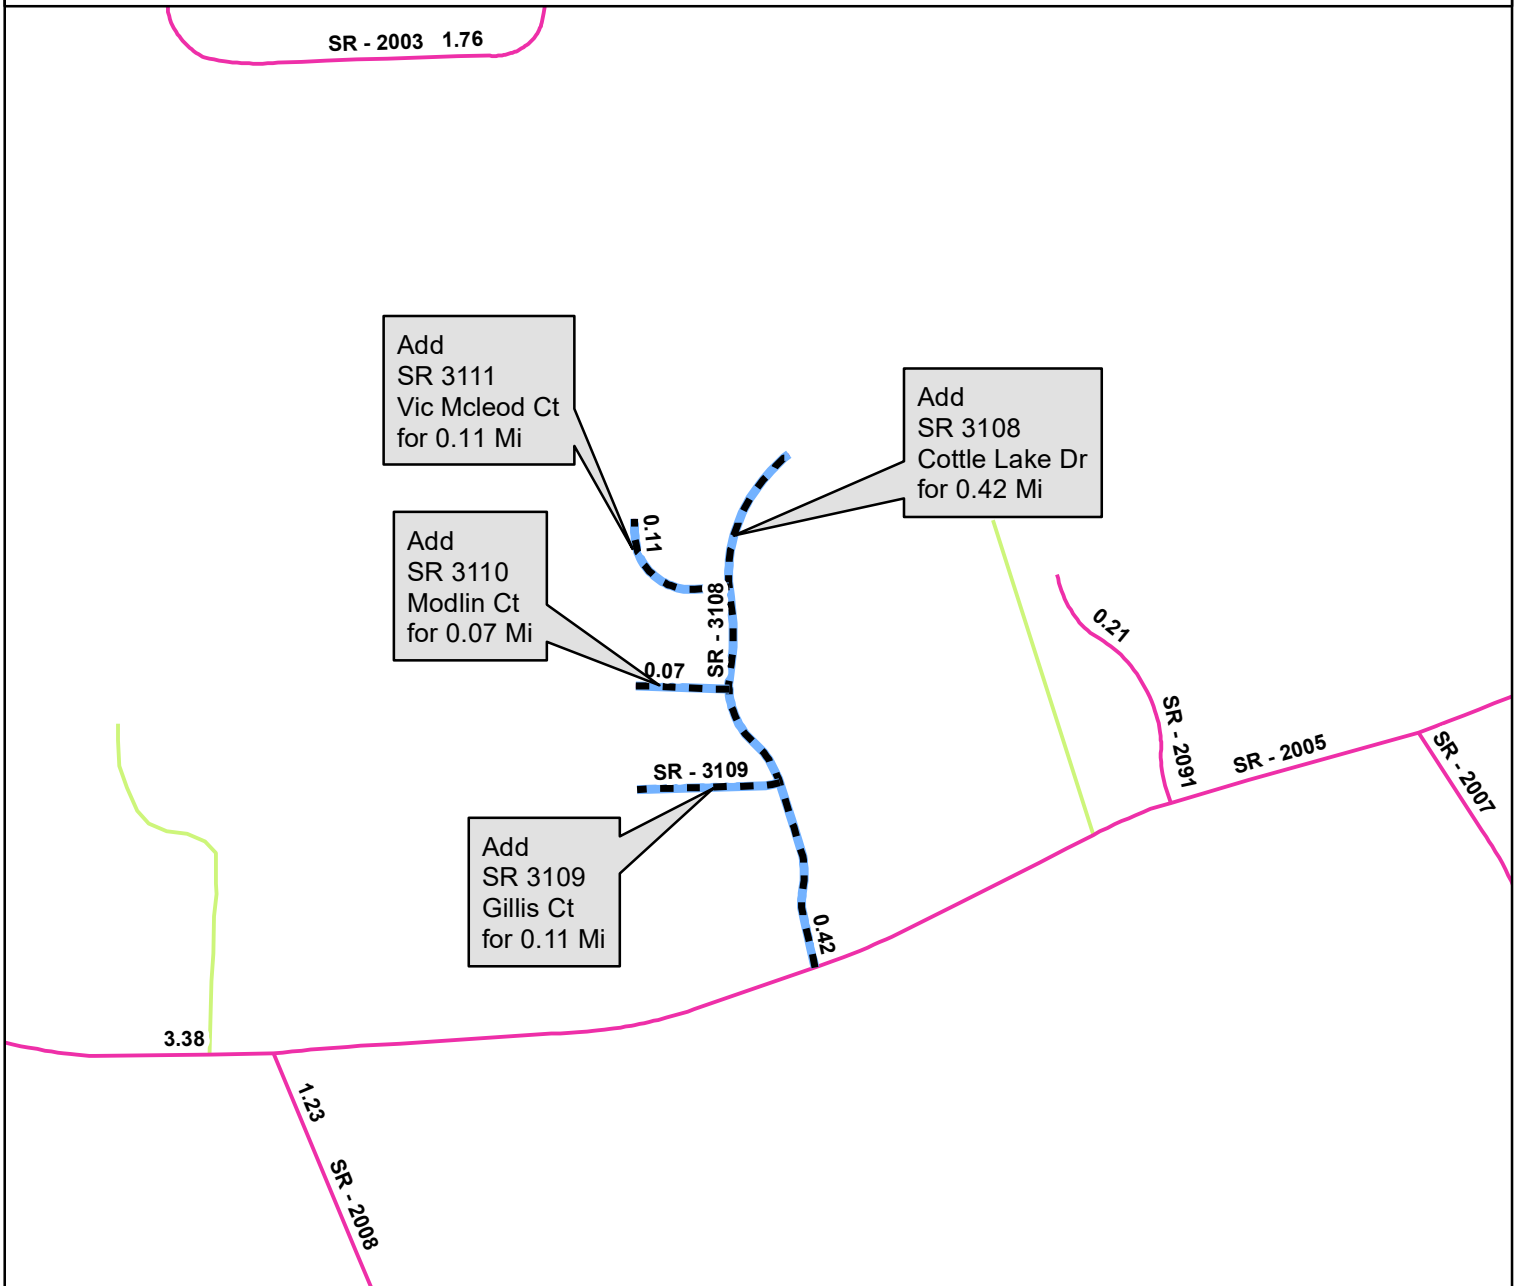 SR - 2003 1.76
Add
SR 3111
Vic Mcleod Ct
for 0.11 Mi
Add
SR 3108
Cottle Lake Dr
for 0.42 Mi
Add
SR 3110
Modlin Ct
for 0.07 Mi
0.11
SR - 3108
0.07
0.21
SR - 2091
SR - 2005
SR - 2007
SR - 3109
Add
SR 3109
Gillis Ct
for 0.11 Mi
0.42
3.38
1.23
SR - 2008